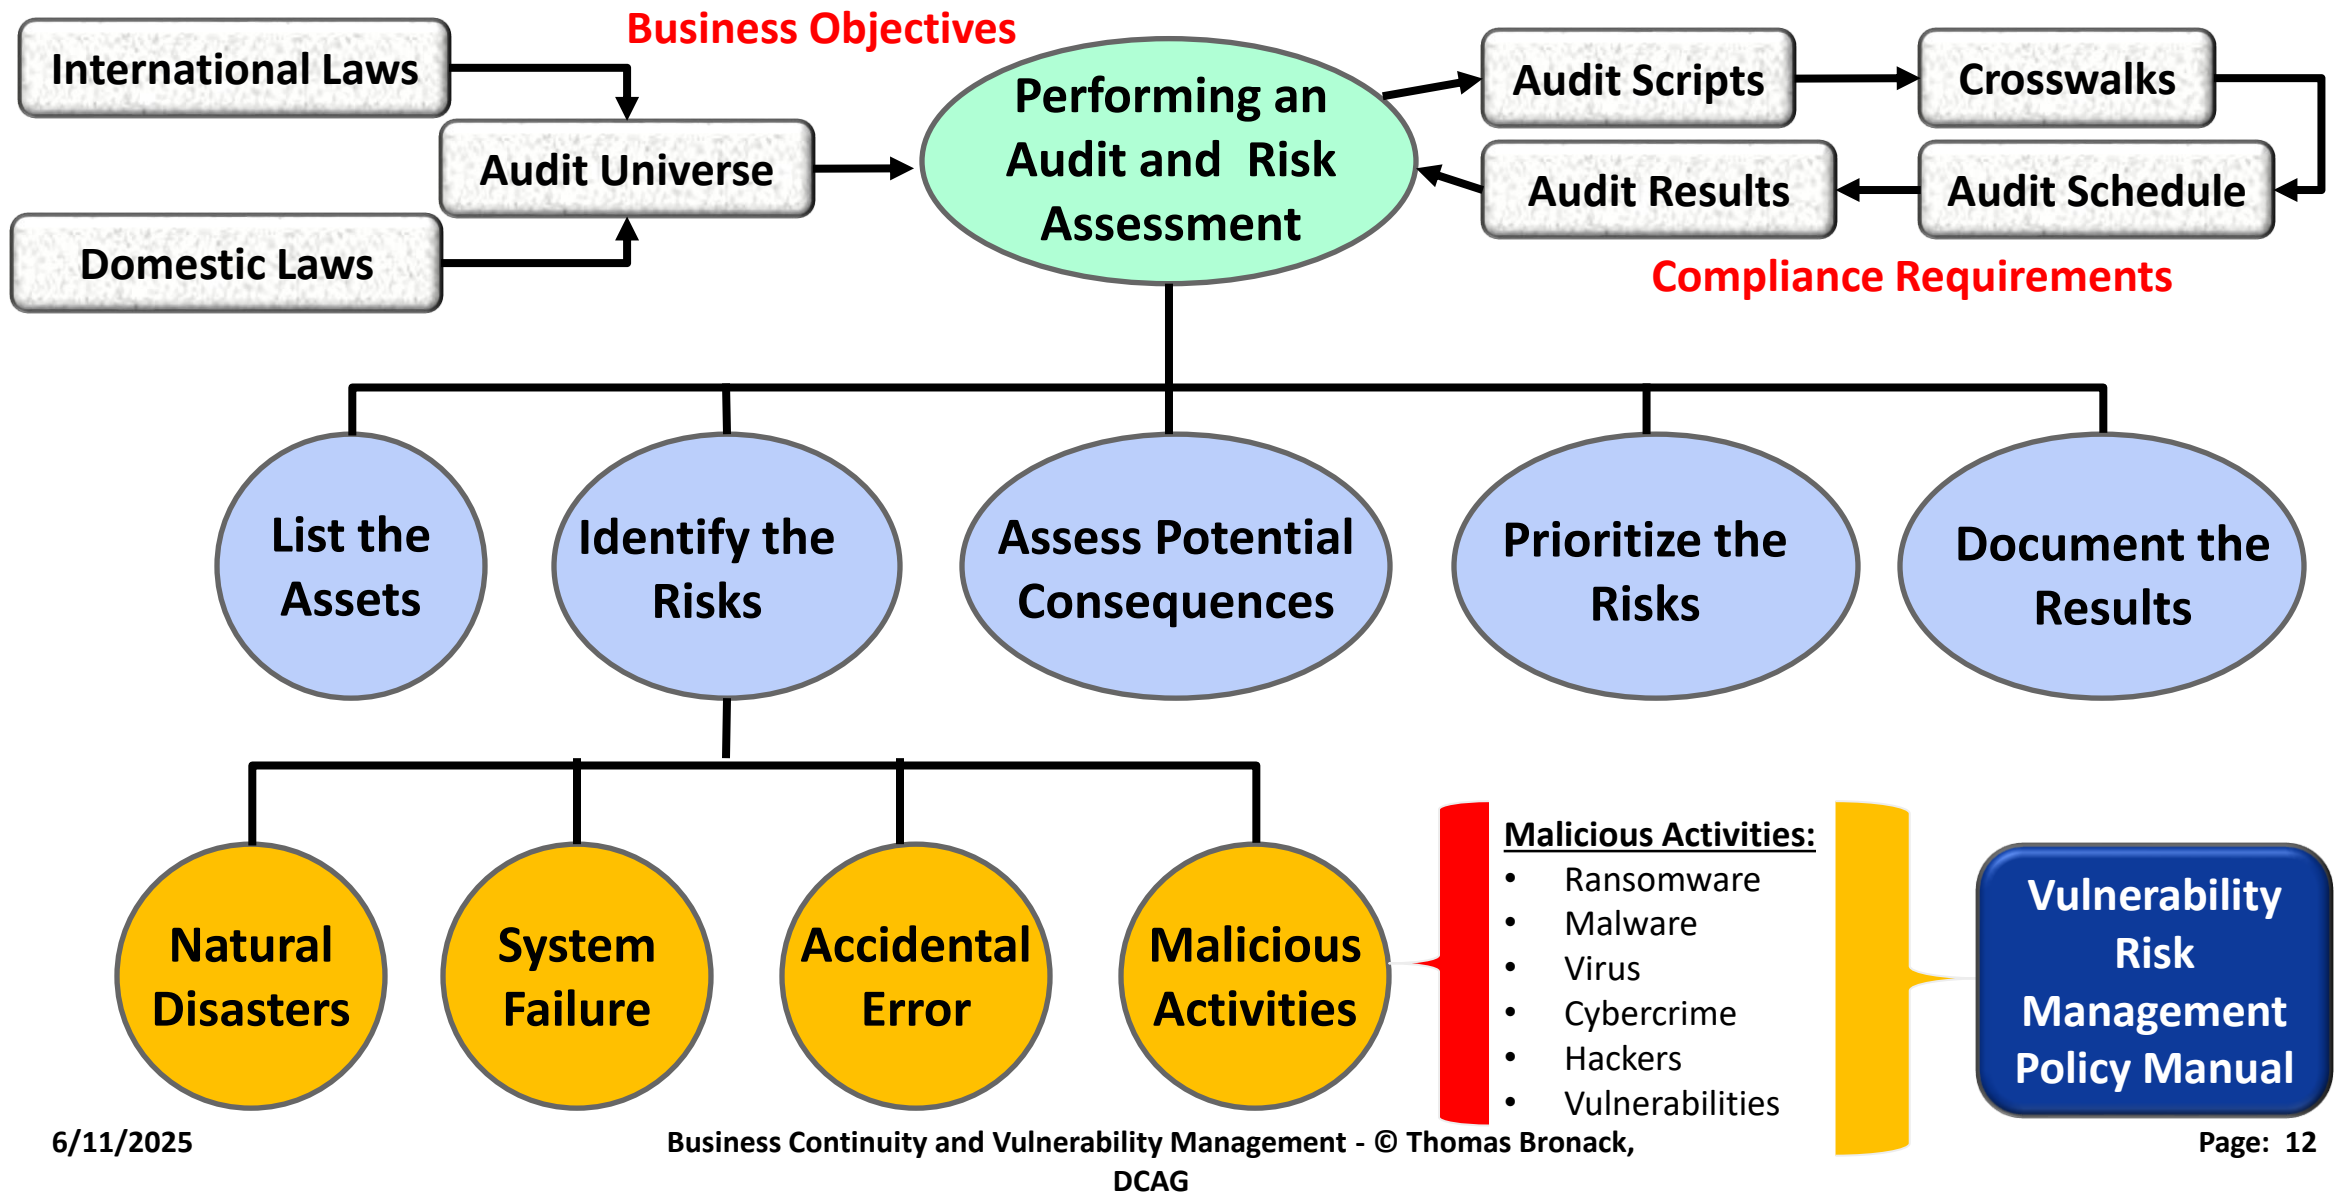 Business Objectives
International Laws
Audit Universe
Domestic Laws
Performing an
Audit and  Risk
Assessment
Audit Scripts
Crosswalks
Audit Results
Audit Schedule
Compliance Requirements
List the
Assets
Identify the
Risks
Assess Potential
Consequences
Prioritize the
Risks
Document the
Results
Natural
Disasters
System
Failure
Accidental
Error
Malicious
Activities
Malicious Activities:
• Ransomware
• Malware
• Virus
• Cybercrime
• Hackers
• Vulnerabilities
Vulnerability
Risk
Management
Policy Manual
6/11/2025
Business Continuity and Vulnerability Management - © Thomas Bronack,
DCAG
Page: 12